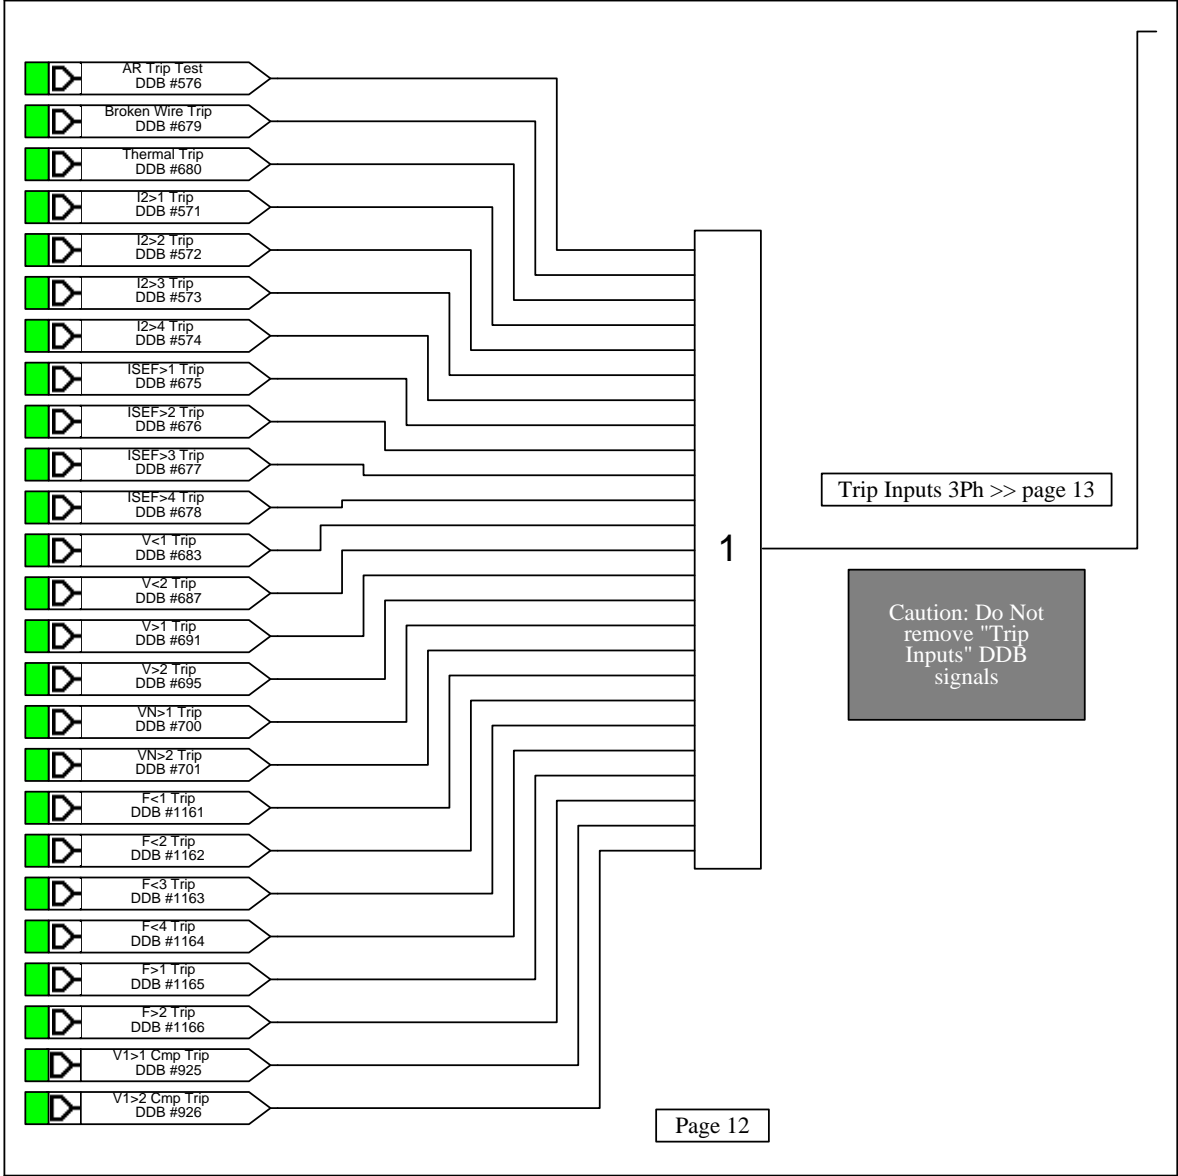 AR Trip Test
DDB #576
Broken Wire Trip
DDB #679
Thermal Trip
DDB #680
I2>1 Trip
DDB #571
I2>2 Trip
DDB #572
I2>3 Trip
DDB #573
I2>4 Trip
DDB #574
ISEF>1 Trip
DDB #675
ISEF>2 Trip
DDB #676
ISEF>3 Trip
DDB #677
ISEF>4 Trip
DDB #678
V<1 Trip
DDB #683
V<2 Trip
DDB #687
V>1 Trip
DDB #691
V>2 Trip
DDB #695
VN>1 Trip
DDB #700
VN>2 Trip
DDB #701
F<1 Trip
DDB #1161
F<2 Trip
DDB #1162
F<3 Trip
DDB #1163
F<4 Trip
DDB #1164
F>1 Trip
DDB #1165
F>2 Trip
DDB #1166
V1>1 Cmp Trip
DDB #925
V1>2 Cmp Trip
DDB #926
1
Trip Inputs 3Ph >> page 13
Caution: Do Not
remove "Trip
Inputs" DDB
signals
Page 12